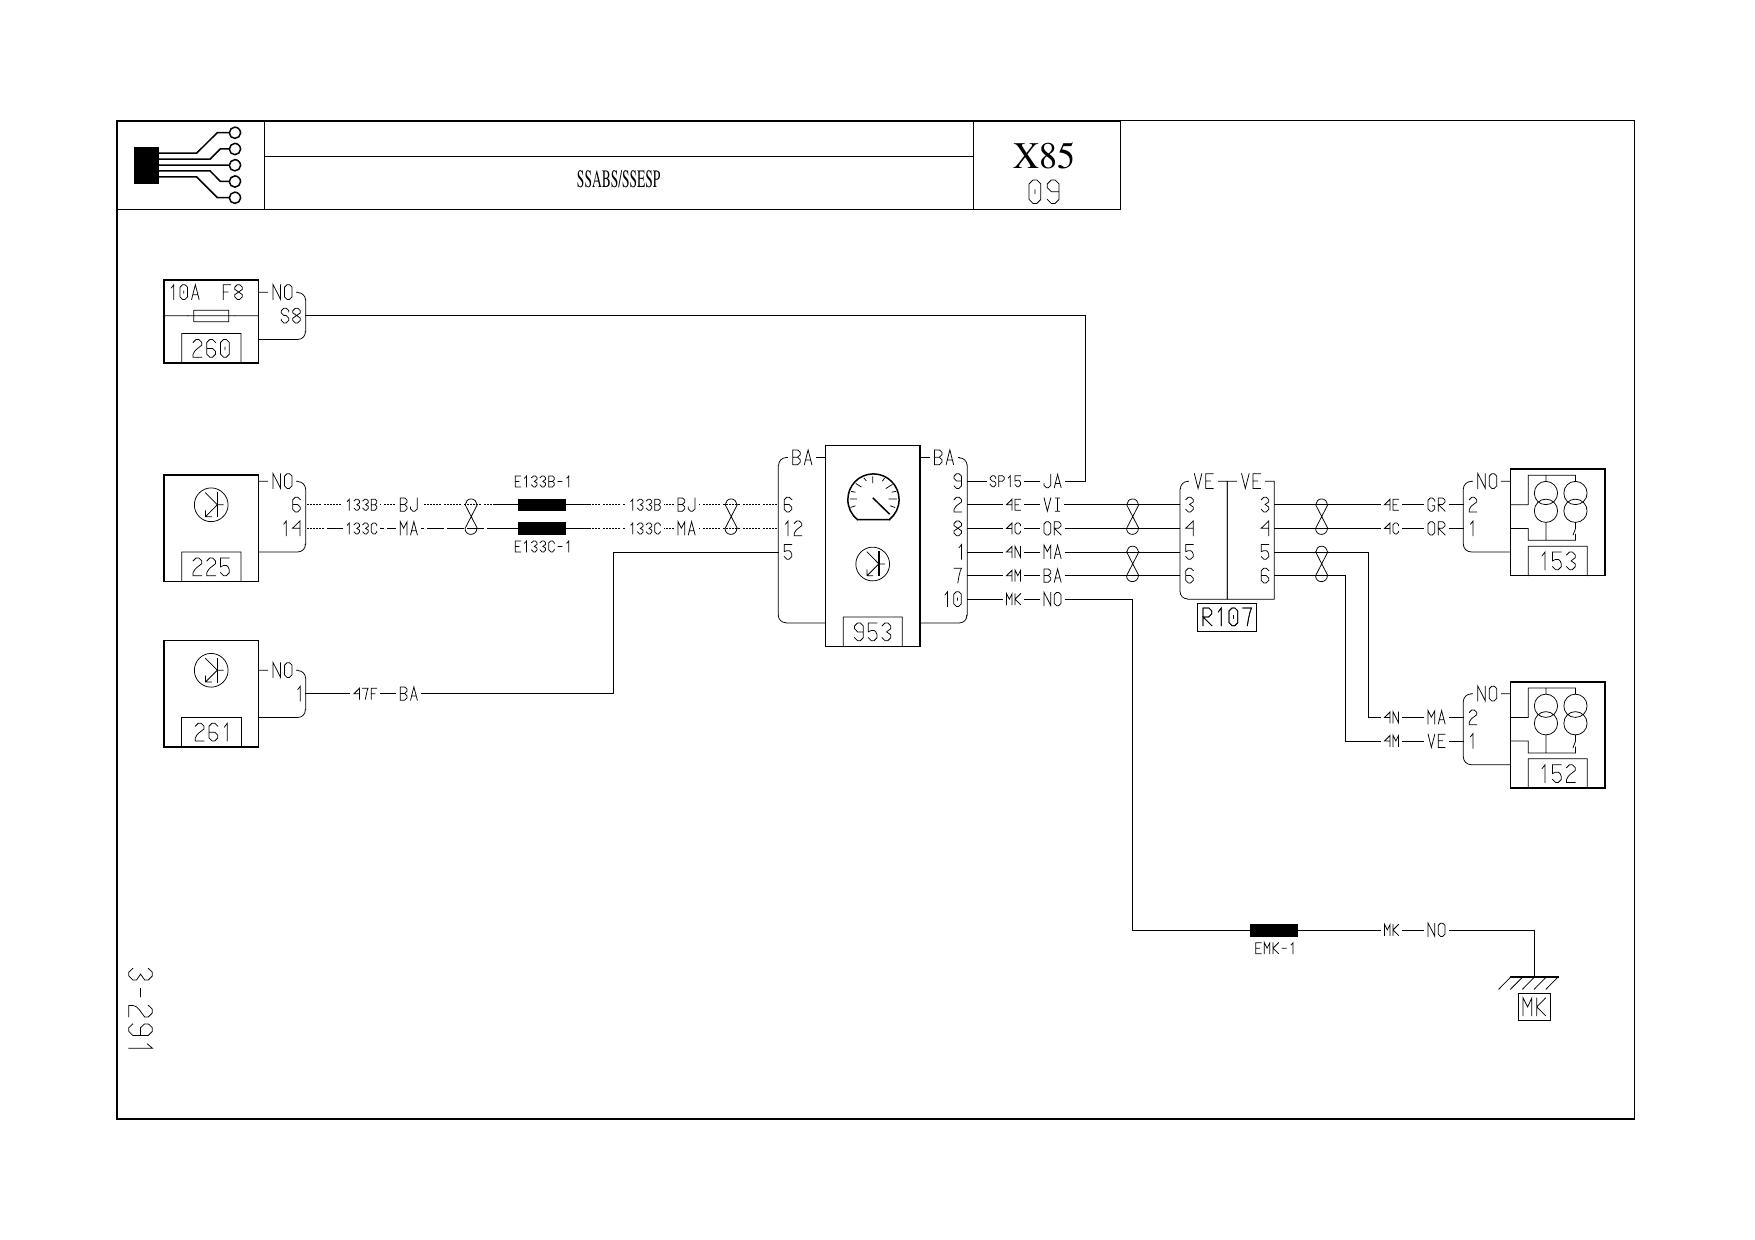 X85
SSABS/SSESP
09
10A F8 NO
S8
260
NO
6 133B BJ E133B-1 133B BJ 6
14 133C MA E133C-1 133C MA 12
225
5
NO
1 47F BA
261
BA BA
953
9 SP15 JA
2 4E VI 3
8 4C OR 4
1 4N MA 5
7 4M BA 6
10 MK NO
VE VE
R107
3 4E GR 2
4 4C OR 1
5
6
NO
153
NO
4N MA 2
4M VE 1
152
EMK-1 MK NO
MK
3-291